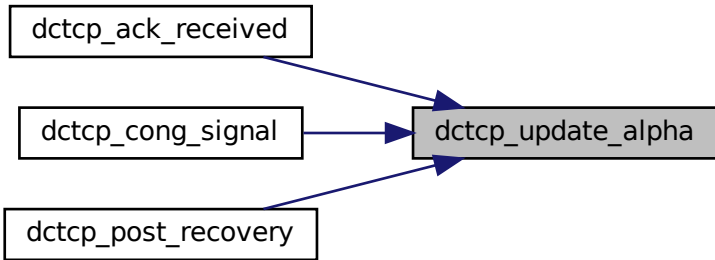 dctcp_ack_received
dctcp_cong_signal
dctcp_update_alpha
dctcp_post_recovery